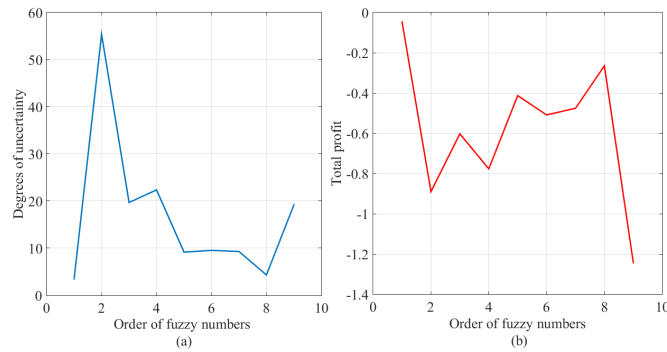 60
50
40
30
20
10
0
Degrees of uncertainty
0 2 4 6 8 10
Order of fuzzy numbers
(a)
0
-0.2
-0.4
-0.6
-0.8
-1
-1.2
-1.4
Total profit
0 2 4 6 8 10
Order of fuzzy numbers
(b)